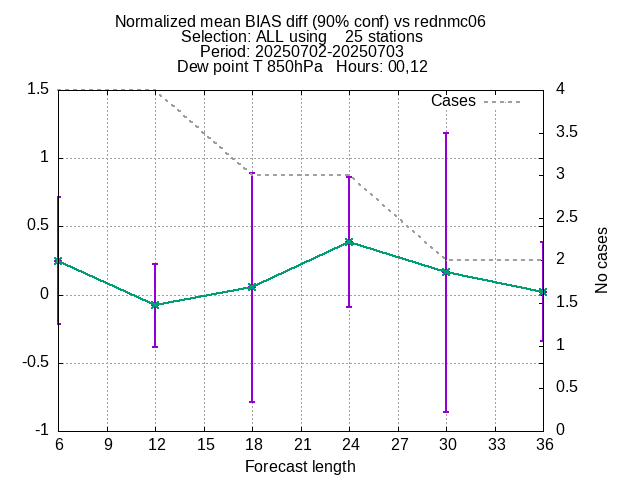 Normalized mean BIAS diff (90% conf) vs rednmc06
Selection: ALL using    25 stations
Period: 20250702-20250703
Dew point T 850hPa   Hours: 00,12
Cases
1.5
1
0.5
0
-0.5
-1
4
3.5
3
2.5
2
1.5
1
0.5
0
No cases
6 9 12 15 18 21 24 27 30 33 36
Forecast length